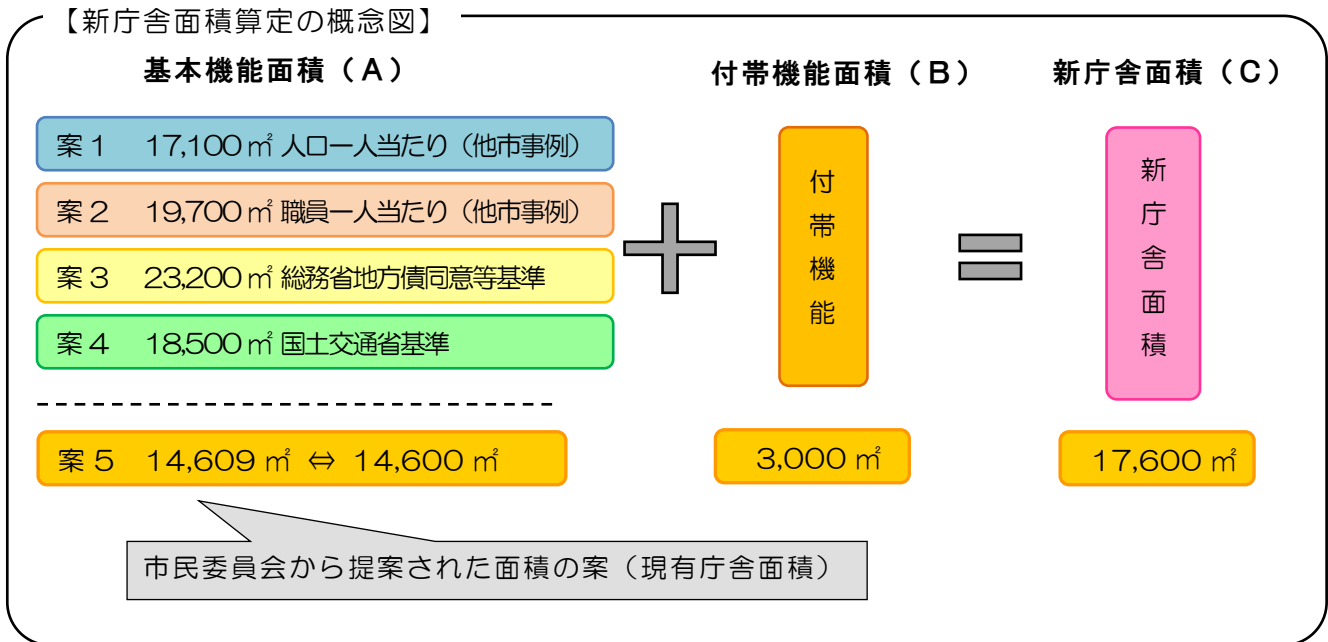 【新庁舎面積算定の概念図】
基本機能面積（A） 付帯機能面積（B） 新庁舎面積（C）
案1 17,100㎡ 人口一人当たり（他市事例）
案2 19,700㎡ 職員一人当たり（他市事例）
案3 23,200㎡ 総務省地方債同意等基準
案4 18,500㎡ 国土交通省基準
＋
付帯機能
＝
新庁舎面積
案5 14,609㎡ ⇔ 14,600㎡ 3,000㎡ 17,600㎡
市民委員会から提案された面積の案（現有庁舎面積）